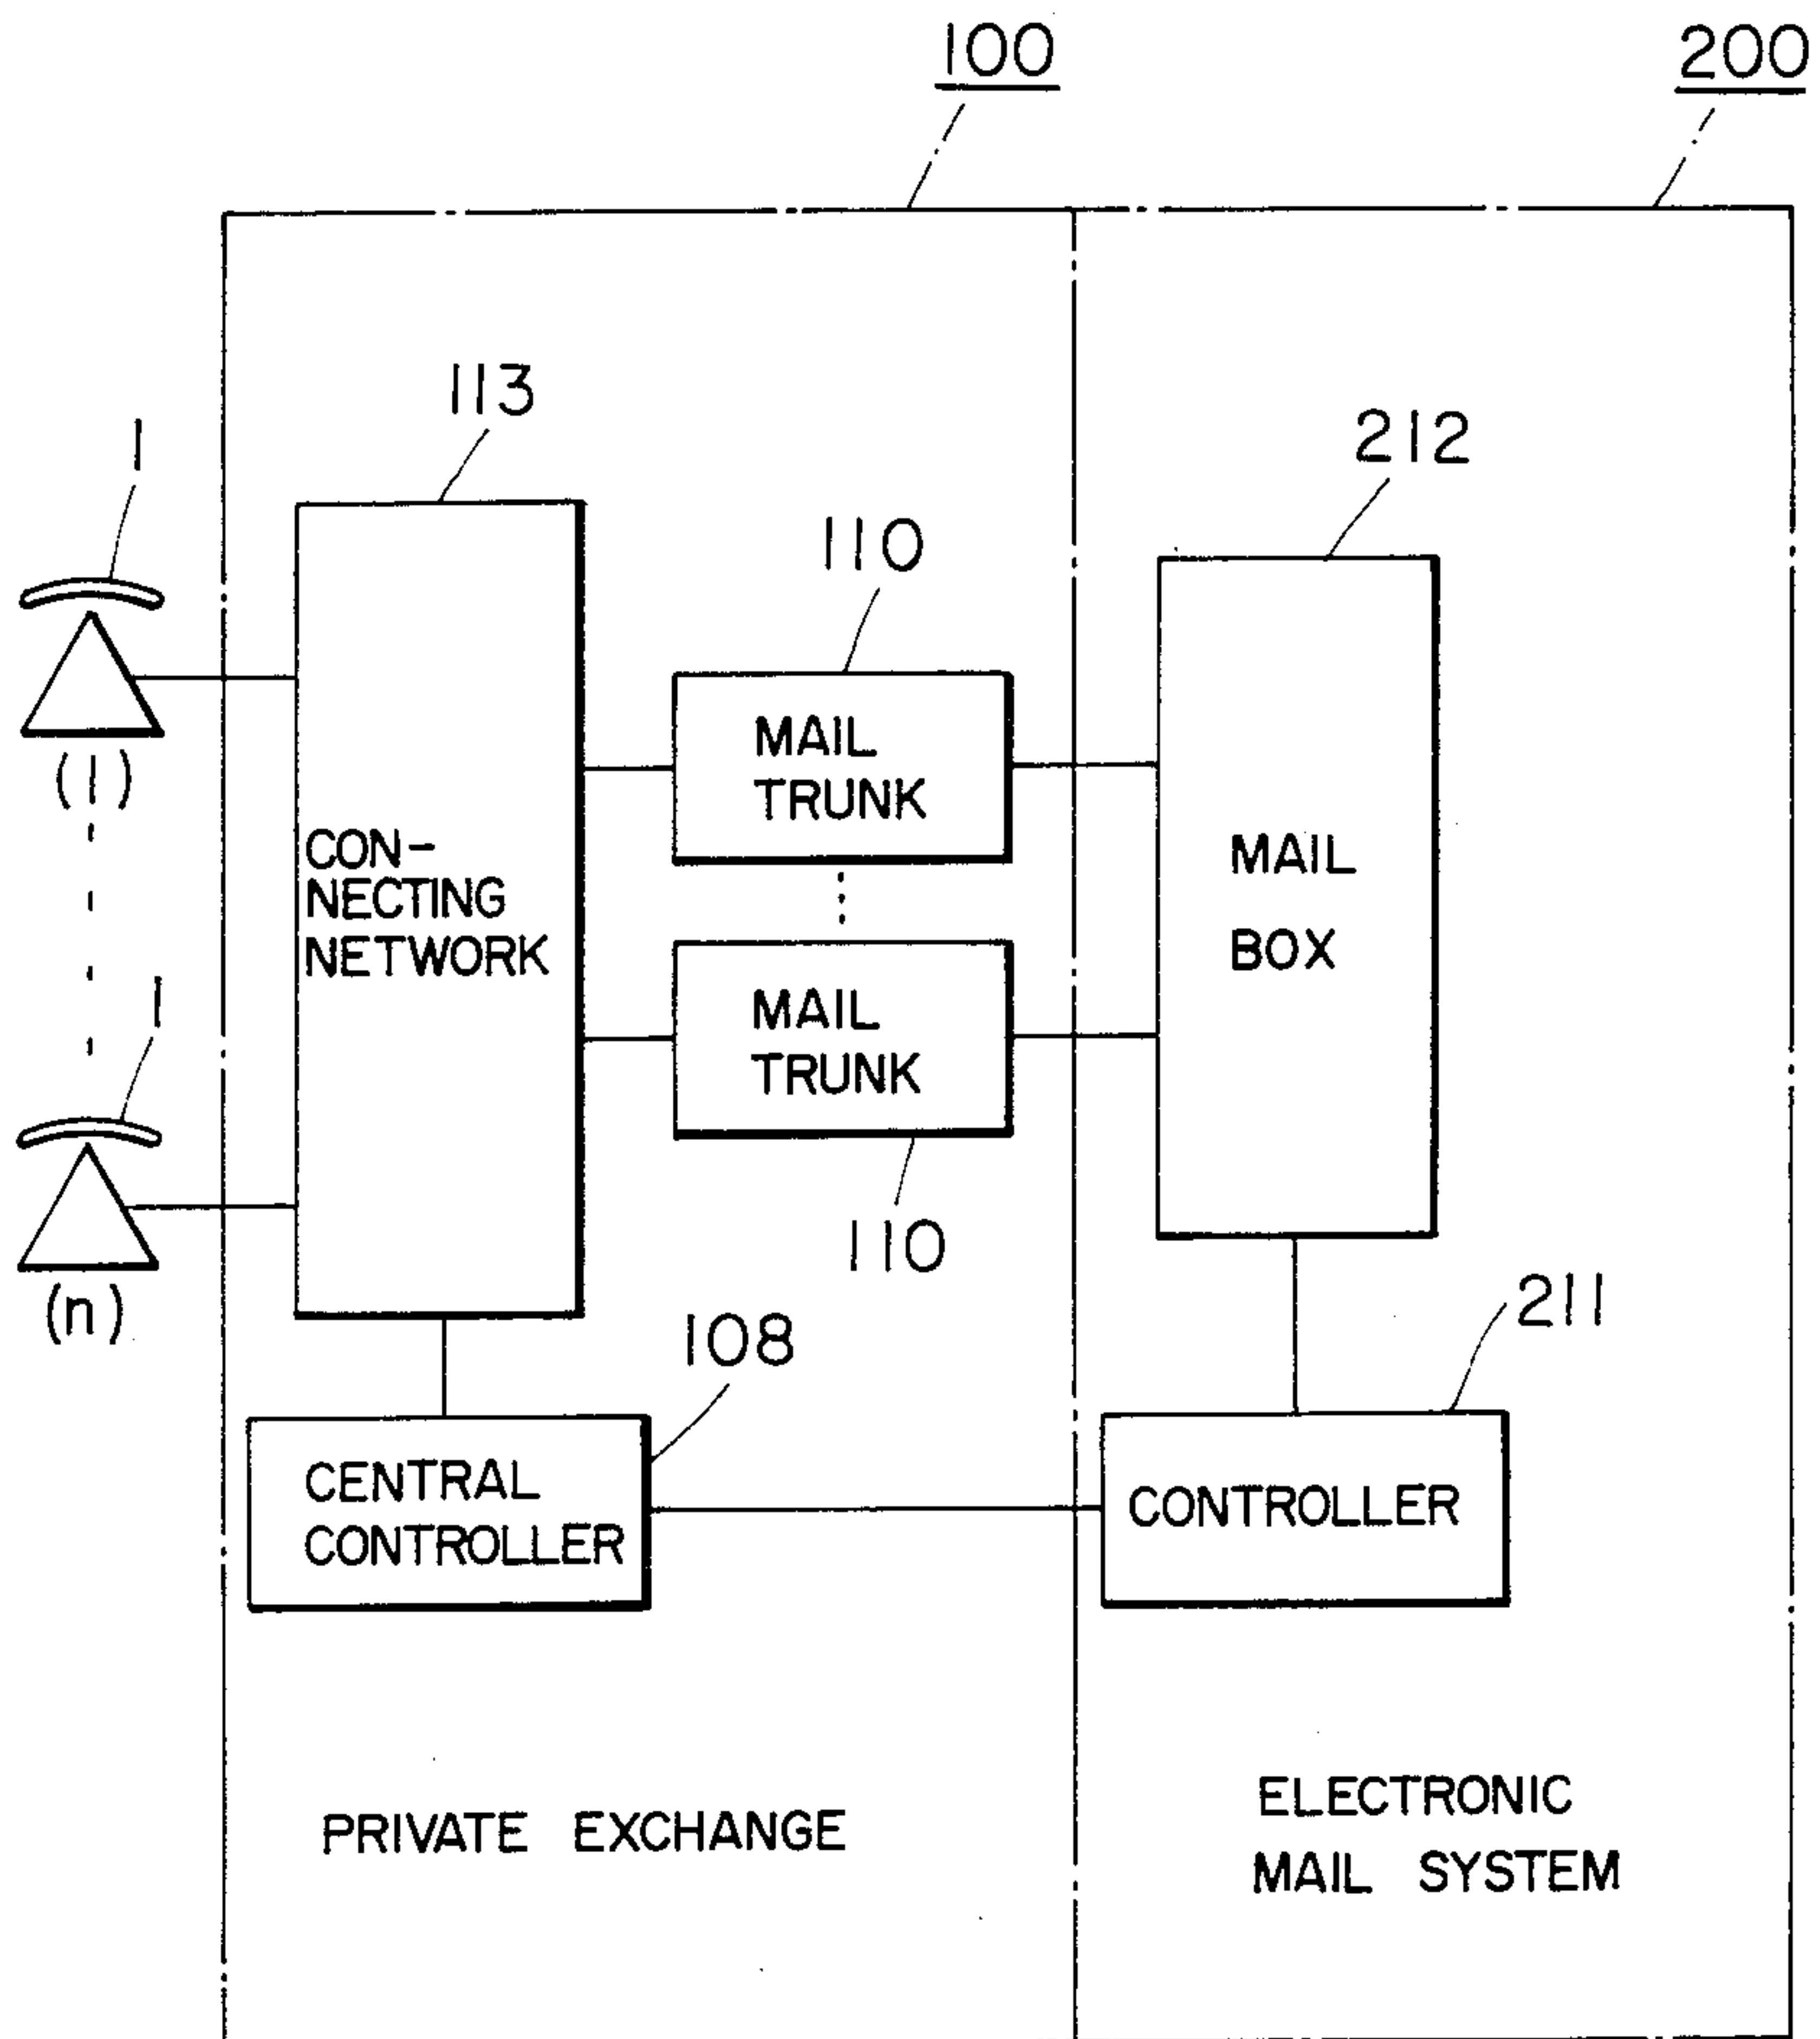 100
200
113
1
212
110
MAIL
TRUNK
(1)
CON-
NECTING
NETWORK
MAIL
BOX
1
MAIL
TRUNK
110
(n)
211
108
CENTRAL
CONTROLLER
CONTROLLER
PRIVATE EXCHANGE
ELECTRONIC
MAIL SYSTEM